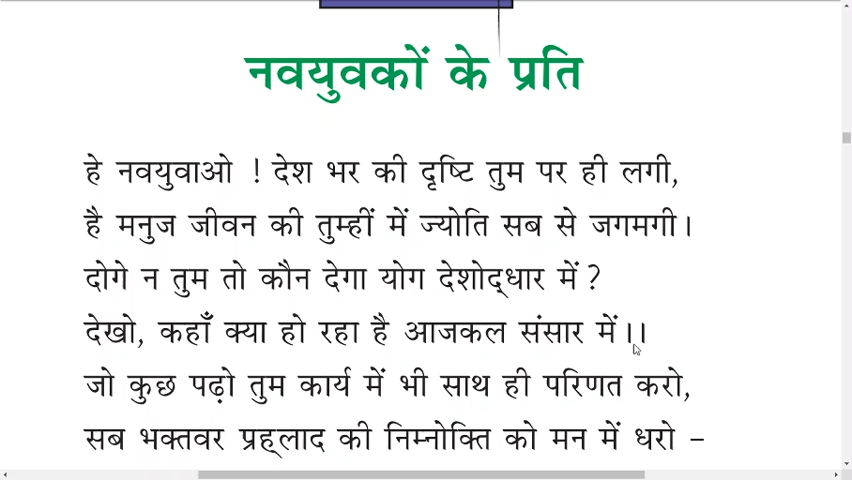 नवयुवकों के प्रति
हे नवयुवाओ ! देश भर की दृष्टि तुम पर ही लगी,
है मनुज जीवन की तुम्हीं में ज्योति सब से जगमगी।
दोगे न तुम तो कौन देगा योग देशोद्‌धार में ?
देखो, कहाँ क्या हो रहा है आजकल संसार में।।
जो कुछ पढ़ो तुम कार्य में भी साथ ही परिणत करो,
सब भक्तवर प्रह्‌लाद की निम्नोक्ति को मन में धरो –